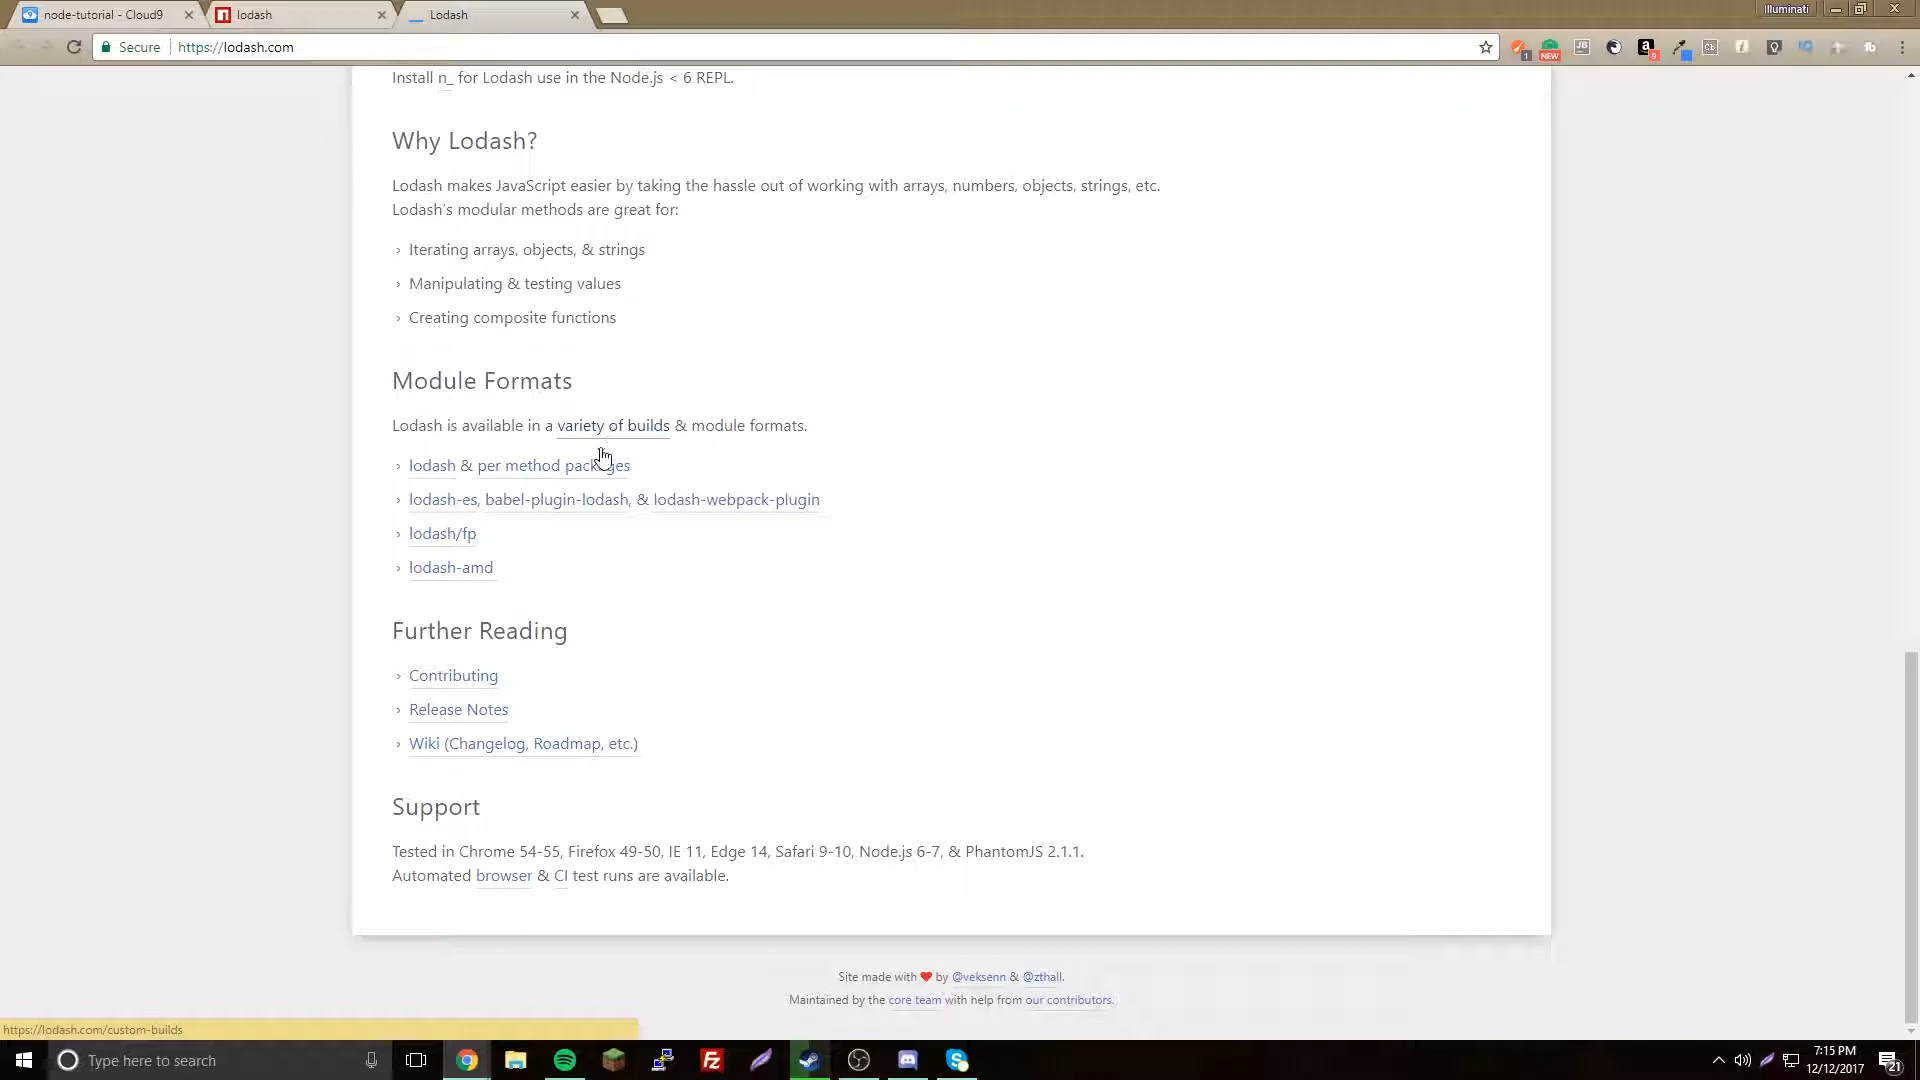 node-tutorial - Cloud9
lodash
Lodash
Illuminati
Secure
https://lodash.com
1
NEW
JB
9
Cb
fb
Install n_ for Lodash use in the Node.js < 6 REPL.
Why Lodash?
Lodash makes JavaScript easier by taking the hassle out of working with arrays, numbers, objects, strings, etc.
Lodash's modular methods are great for:
› Iterating arrays, objects, & strings
› Manipulating & testing values
› Creating composite functions
Module Formats
Lodash is available in a variety of builds & module formats.
› lodash & per method packages
› lodash-es, babel-plugin-lodash, & lodash-webpack-plugin
› lodash/fp
› lodash-amd
Further Reading
› Contributing
› Release Notes
› Wiki (Changelog, Roadmap, etc.)
Support
Tested in Chrome 54-55, Firefox 49-50, IE 11, Edge 14, Safari 9-10, Node.js 6-7, & PhantomJS 2.1.1.
Automated browser & CI test runs are available.
Site made with ❤ by @veksenn & @zthall.
Maintained by the core team with help from our contributors.
https://lodash.com/custom-builds
Type here to search
7:15 PM
12/12/2017
21